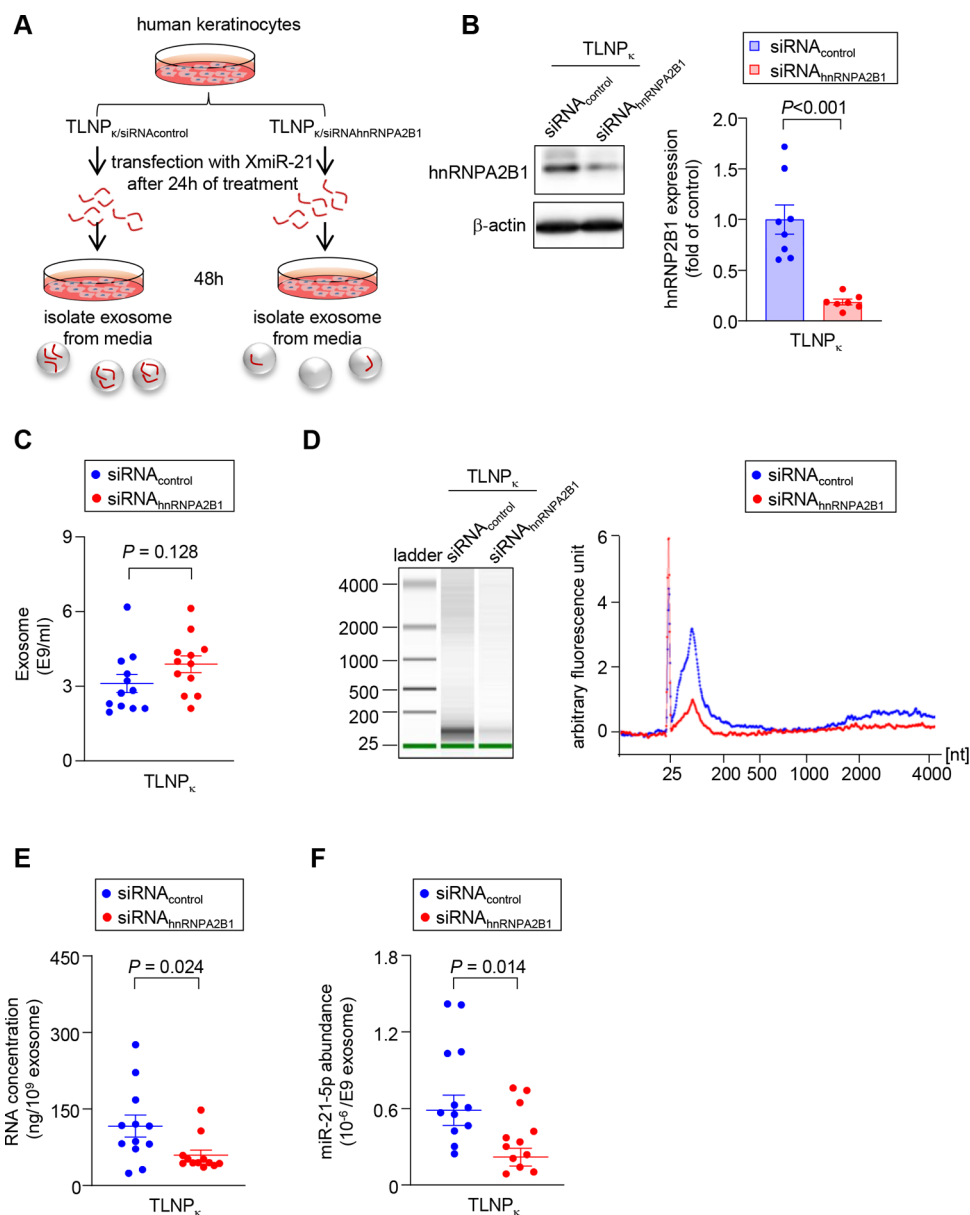 A
human keratinocytes
TLNPκ/siRNAcontrol
TLNPκ/siRNAhnRNPA2B1
transfection with XmiR-21
after 24h of treatment
48h
isolate exosome
from media
isolate exosome
from media
B
TLNPκ
siRNAcontrol
siRNAhnRNPA2B1
hnRNPA2B1
β-actin
siRNAcontrol
siRNAhnRNPA2B1
P<0.001
hnRNP2B1 expression
(fold of control)
2.0
1.5
1.0
0.5
0.0
TLNPκ
C
siRNAcontrol
siRNAhnRNPA2B1
P = 0.128
Exosome
(E9/ml)
9
6
3
0
TLNPκ
D
TLNPκ
ladder
siRNAcontrol
siRNAhnRNPA2B1
4000
2000
1000
500
200
25
siRNAcontrol
siRNAhnRNPA2B1
arbitrary fluorescence unit
6
4
2
0
25 200 500 1000 2000 4000 [nt]
E
siRNAcontrol
siRNAhnRNPA2B1
P = 0.024
RNA concentration
(ng/10⁹ exosome)
450
300
150
0
TLNPκ
F
siRNAcontrol
siRNAhnRNPA2B1
P = 0.014
miR-21-5p abundance
(10⁻⁶/E9 exosome)
1.8
1.2
0.6
0
TLNPκ